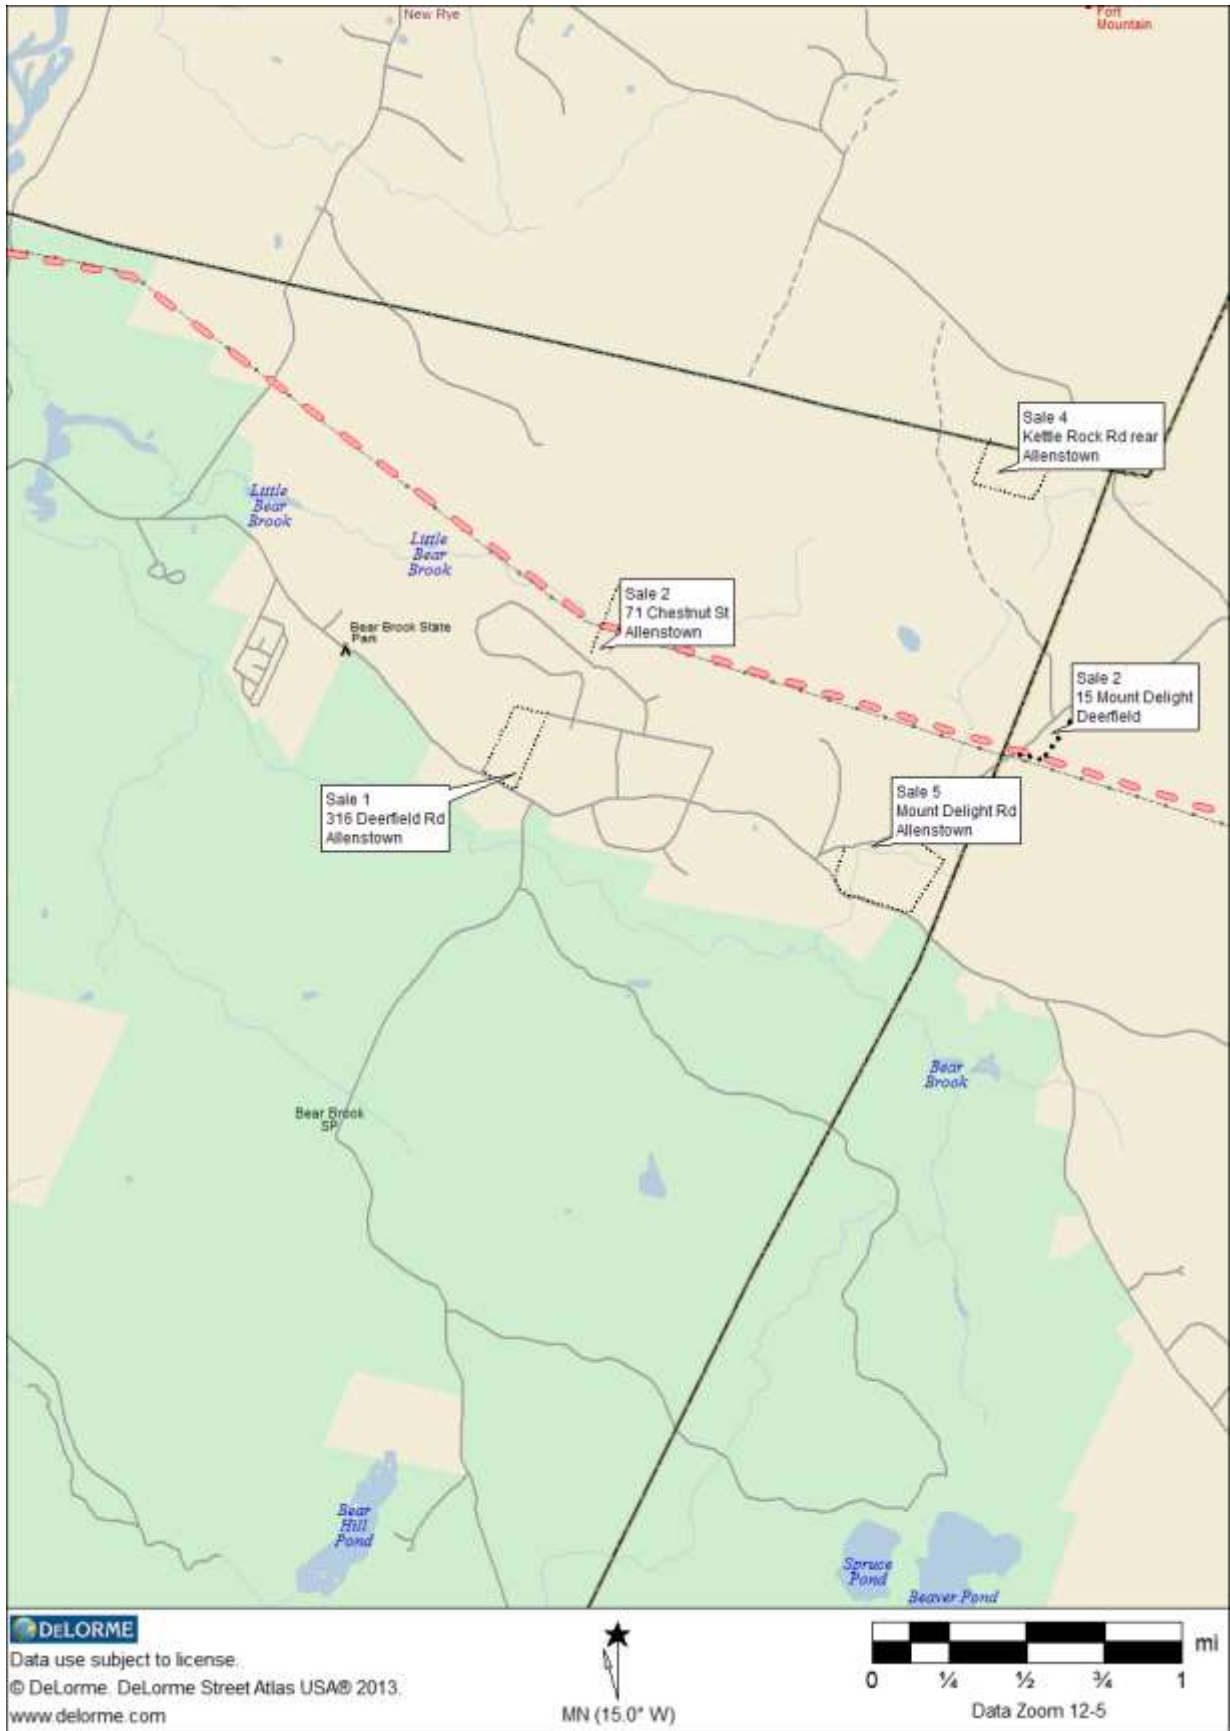 New Rye
Fort
Mountain
Sale 4
Kettle Rock Rd rear
Allenstown
Little
Bear
Brook
Little
Bear
Brook
Sale 2
71 Chestnut St
Allenstown
Bear Brook State
Park
Sale 2
15 Mount Delight
Deerfield
Sale 1
316 Deerfield Rd
Allenstown
Sale 5
Mount Delight Rd
Allenstown
Bear
Brook
Bear Brook
SP
Bear
Hill
Pond
Spruce
Pond
Beaver Pond
DELORME
Data use subject to license.
© DeLorme. DeLorme Street Atlas USA® 2013.
www.delorme.com
MN (15.0° W)
mi
0 ¼ ½ ¾ 1
Data Zoom 12-5